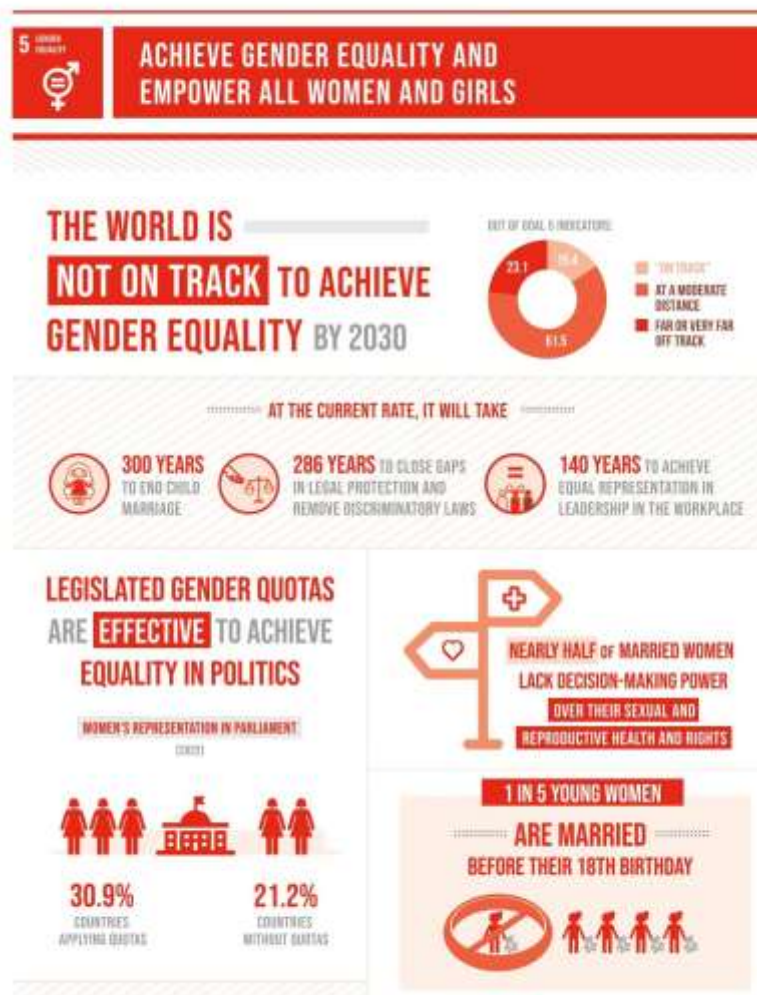 5 GENDER
EQUALITY
ACHIEVE GENDER EQUALITY AND
EMPOWER ALL WOMEN AND GIRLS
THE WORLD IS
NOT ON TRACK TO ACHIEVE
GENDER EQUALITY BY 2030
OUT OF GOAL 5 INDICATORS
23.1
15.4
61.5
"ON TRACK"
AT A MODERATE
DISTANCE
FAR OR VERY FAR
OFF TRACK
AT THE CURRENT RATE, IT WILL TAKE
300 YEARS
TO END CHILD
MARRIAGE
286 YEARS TO CLOSE GAPS
IN LEGAL PROTECTION AND
REMOVE DISCRIMINATORY LAWS
140 YEARS TO ACHIEVE
EQUAL REPRESENTATION IN
LEADERSHIP IN THE WORKPLACE
LEGISLATED GENDER QUOTAS
ARE EFFECTIVE TO ACHIEVE
EQUALITY IN POLITICS
WOMEN'S REPRESENTATION IN PARLIAMENT
30.9%
COUNTRIES
APPLYING QUOTAS
21.2%
COUNTRIES
WITHOUT QUOTAS
NEARLY HALF OF MARRIED WOMEN
LACK DECISION-MAKING POWER
OVER THEIR SEXUAL AND
REPRODUCTIVE HEALTH AND RIGHTS
1 IN 5 YOUNG WOMEN
ARE MARRIED
BEFORE THEIR 18TH BIRTHDAY